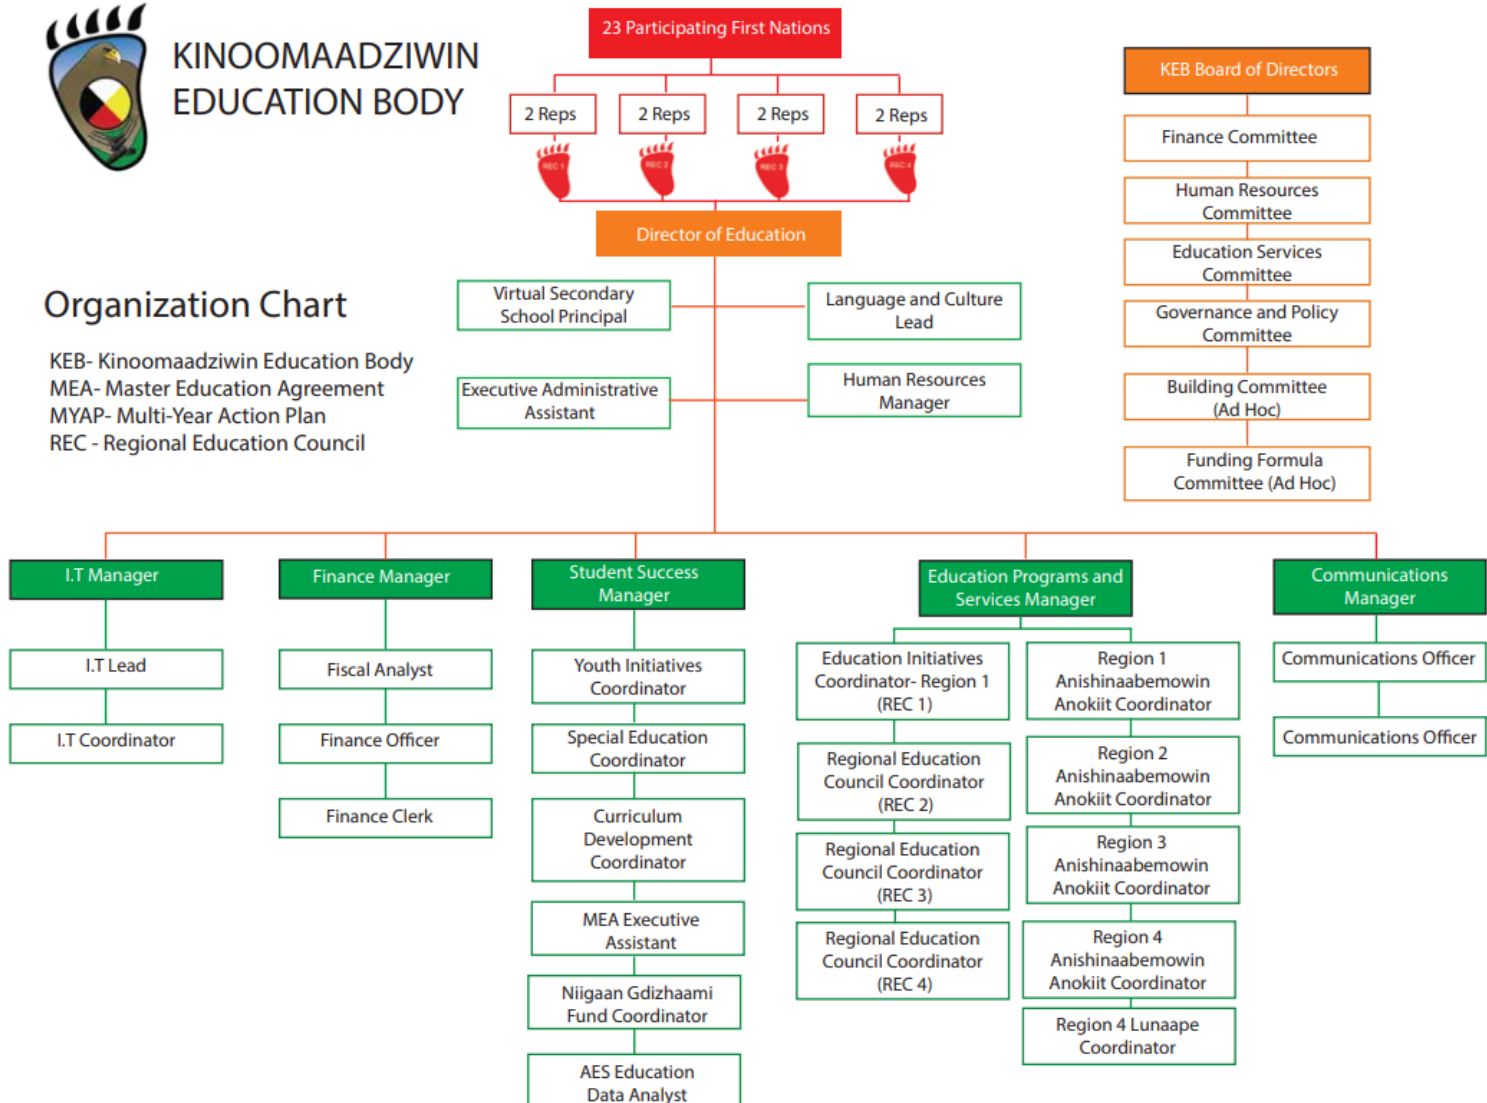 KINOOMAADZIWIN
EDUCATION BODY
23 Participating First Nations
2 Reps
2 Reps
2 Reps
2 Reps
REC 1
REC 2
REC 3
REC 4
Director of Education
Virtual Secondary
School Principal
Language and Culture
Lead
Executive Administrative
Assistant
Human Resources
Manager
KEB Board of Directors
Finance Committee
Human Resources
Committee
Education Services
Committee
Governance and Policy
Committee
Building Committee
(Ad Hoc)
Funding Formula
Committee (Ad Hoc)
Organization Chart
KEB- Kinoomaadziwin Education Body
MEA- Master Education Agreement
MYAP- Multi-Year Action Plan
REC - Regional Education Council
I.T Manager
I.T Lead
I.T Coordinator
Finance Manager
Fiscal Analyst
Finance Officer
Finance Clerk
Student Success
Manager
Youth Initiatives
Coordinator
Special Education
Coordinator
Curriculum
Development
Coordinator
MEA Executive
Assistant
Niigaan Gdizhaami
Fund Coordinator
AES Education
Data Analyst
Education Programs and
Services Manager
Education Initiatives
Coordinator- Region 1
(REC 1)
Regional Education
Council Coordinator
(REC 2)
Regional Education
Council Coordinator
(REC 3)
Regional Education
Council Coordinator
(REC 4)
Region 1
Anishinaabemowin
Anokiit Coordinator
Region 2
Anishinaabemowin
Anokiit Coordinator
Region 3
Anishinaabemowin
Anokiit Coordinator
Region 4
Anishinaabemowin
Anokiit Coordinator
Region 4 Lunaape
Coordinator
Communications
Manager
Communications Officer
Communications Officer